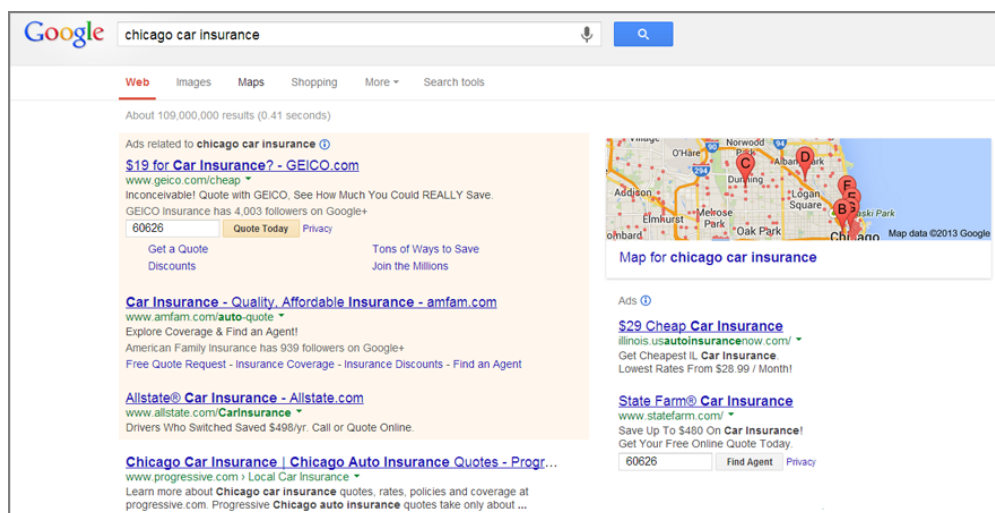 Google
chicago car insurance
Web Images Maps Shopping More Search tools
About 109,000,000 results (0.41 seconds)
Ads related to chicago car insurance
$19 for Car Insurance? - GEICO.com
www.geico.com/cheap
Inconceivable! Quote with GEICO, See How Much You Could REALLY Save.
GEICO Insurance has 4,003 followers on Google+
60626 Quote Today Privacy
Get a Quote Tons of Ways to Save
Discounts Join the Millions
Car Insurance - Quality, Affordable Insurance - amfam.com
www.amfam.com/auto-quote
Explore Coverage & Find an Agent!
American Family Insurance has 939 followers on Google+
Free Quote Request - Insurance Coverage - Insurance Discounts - Find an Agent
Allstate® Car Insurance - Allstate.com
www.allstate.com/CarInsurance
Drivers Who Switched Saved $498/yr. Call or Quote Online.
Chicago Car Insurance | Chicago Auto Insurance Quotes - Progr...
www.progressive.com › Local Car Insurance
Learn more about Chicago car insurance quotes, rates, policies and coverage at
progressive.com. Progressive Chicago auto insurance quotes take only about ...
Norwood
90 Park 94
O'Hare
D
C
294
Dunning
Addison
Logan
Square
F
E
G
B
Melrose
Park
Elmhurst
Oak Park
Map data ©2013 Google
Map for chicago car insurance
Ads
$29 Cheap Car Insurance
illinois.usautoinsurancenow.com/
Get Cheapest IL Car Insurance.
Lowest Rates From $28.99 / Month!
State Farm® Car Insurance
www.statefarm.com/
Save Up To $480 On Car Insurance!
Get Your Free Online Quote Today.
60626 Find Agent Privacy